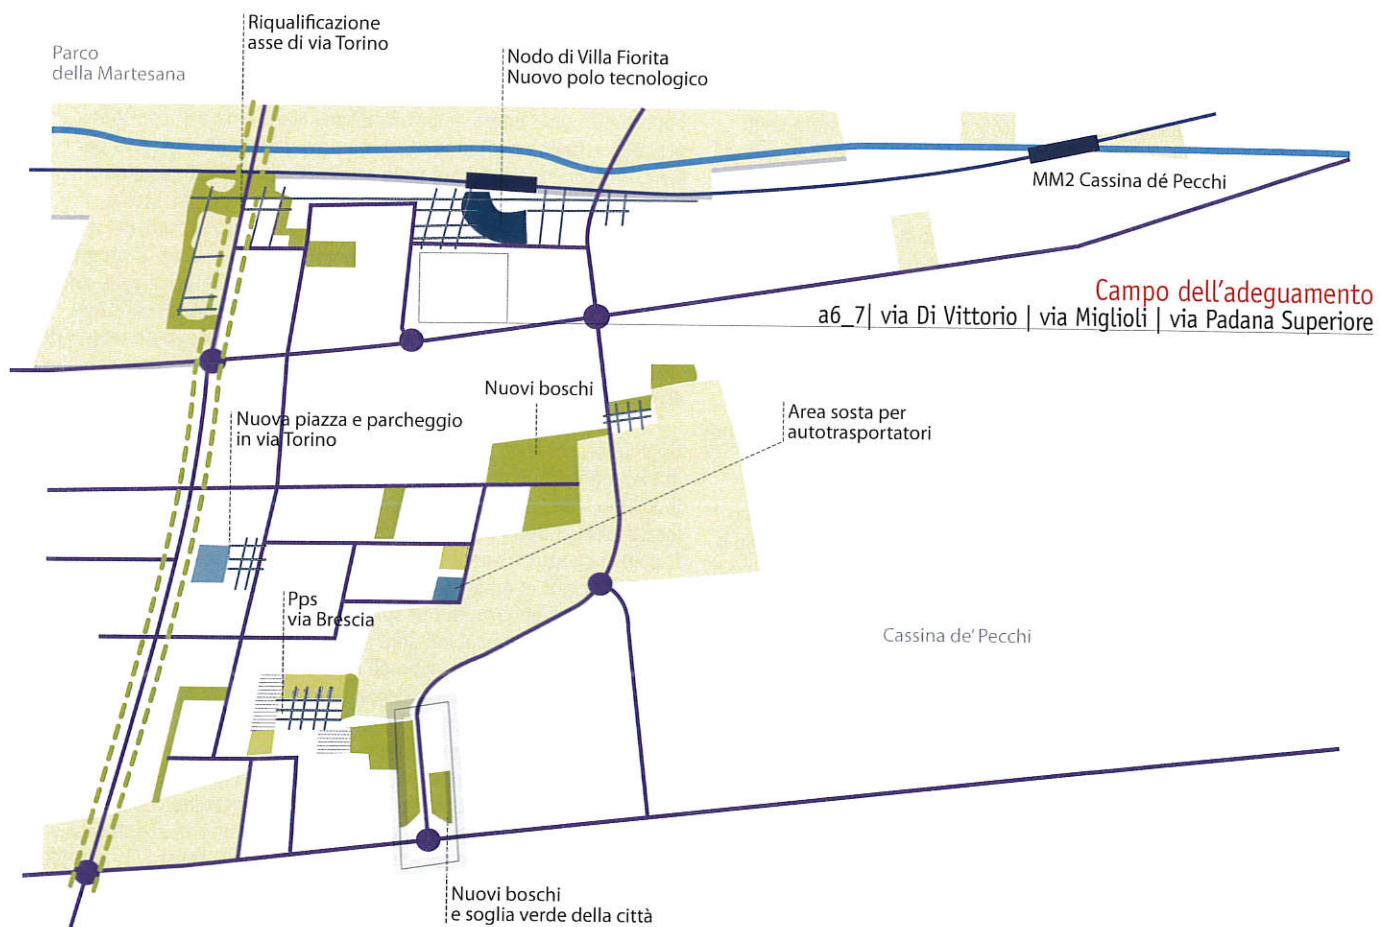 Riqualificazione
asse di via Torino
Parco
della Martesana
Nodo di Villa Fiorita
Nuovo polo tecnologico
MM2 Cassina dé Pecchi
Campo dell'adeguamento
a6_7| via Di Vittorio | via Miglioli | via Padana Superiore
Nuovi boschi
Nuova piazza e parcheggio
in via Torino
Area sosta per
autotrasportatori
Pps
via Brescia
Cassina de' Pecchi
Nuovi boschi
e soglia verde della città